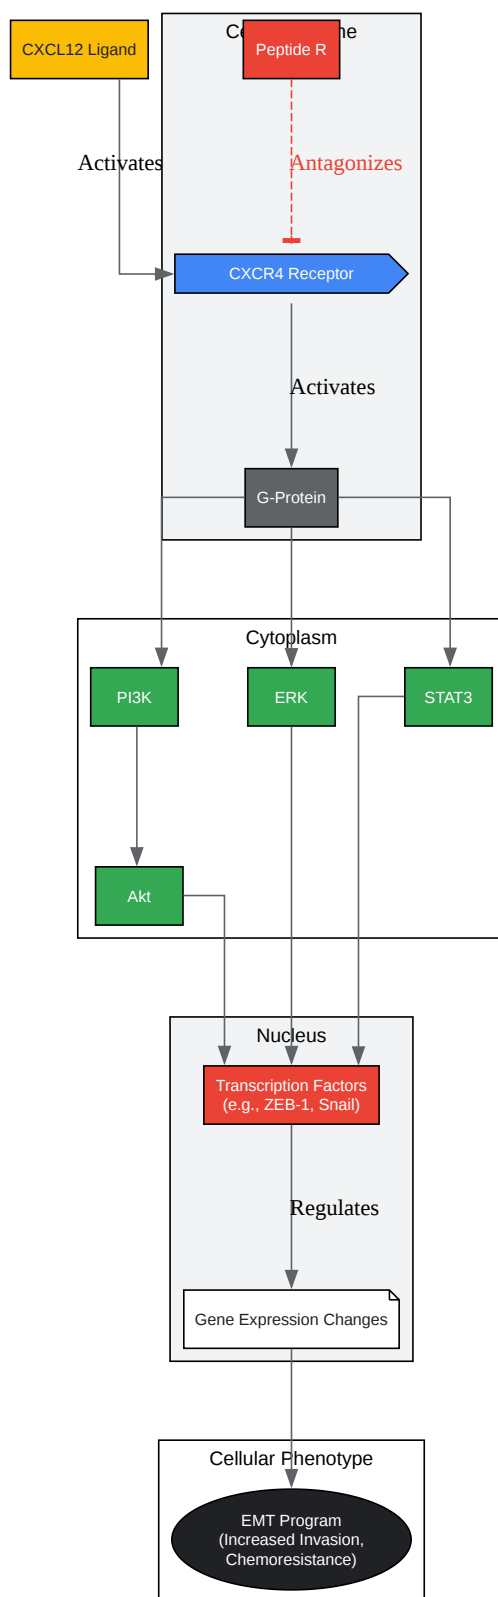 CXCL12 Ligand
Peptide R
Activates
Antagonizes
CXCR4 Receptor
Activates
G-Protein
Cytoplasm
PI3K
ERK
STAT3
Akt
Nucleus
Transcription Factors
(e.g., ZEB-1, Snail)
Regulates
Gene Expression Changes
Cellular Phenotype
EMT Program
(Increased Invasion,
Chemoresistance)